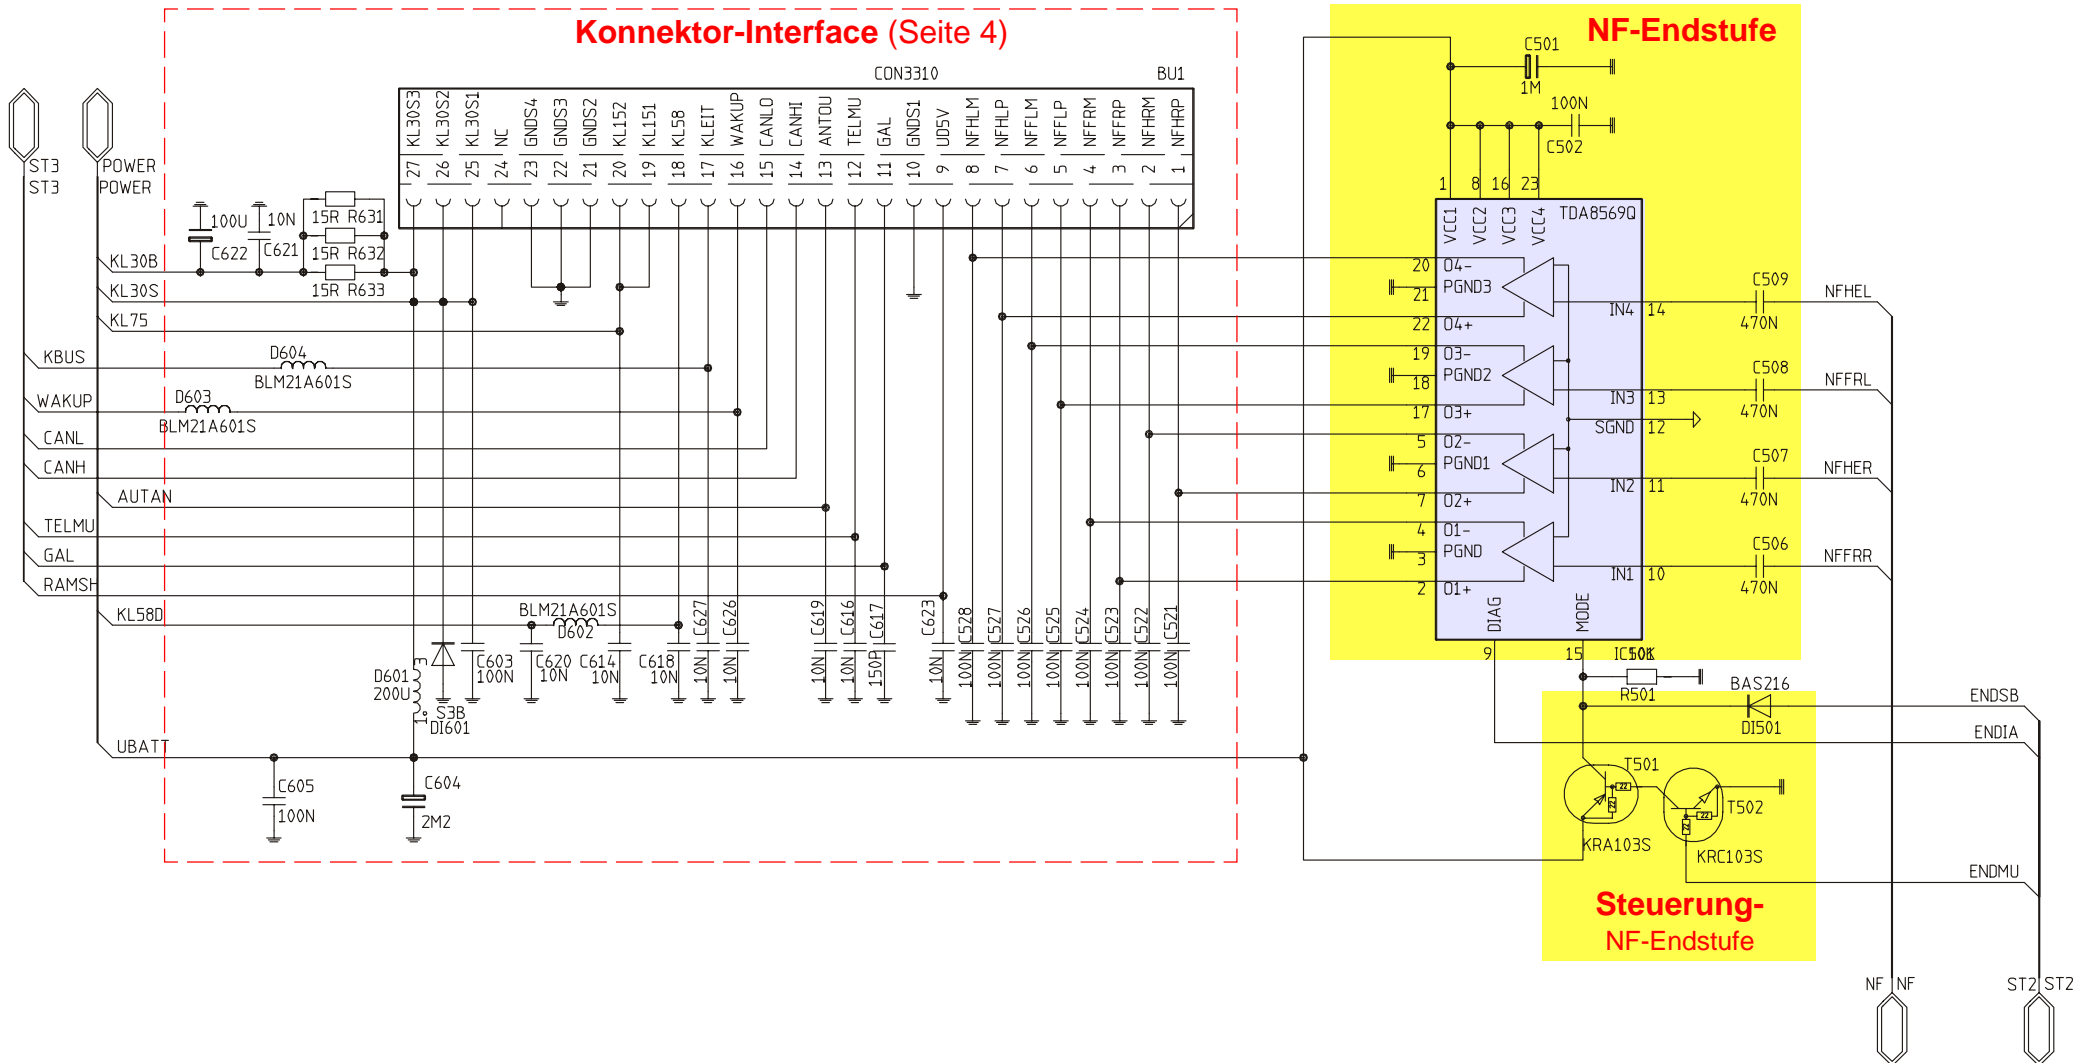 Konnektor-Interface (Seite 4)
NF-Endstufe
CON3310
BU1
KL30S3
KL30S2
KL30S1
NC
GNDS4
GNDS3
GNDS2
KL152
KL151
KL58
KLEIT
WAKUP
CANLO
CANHI
ANTOU
TELMU
GAL
GNDS1
UD5V
NFHLM
NFHLP
NFFLM
NFFLP
NFFRM
NFFRP
NFHRM
NFHRP
27 26 25 24 23 22 21 20 19 18 17 16 15 14 13 12 11 10 9 8 7 6 5 4 3 2 1
ST3
ST3
POWER
POWER
100U
C622
10N
C621
15R R631
15R R632
15R R633
KL30B
KL30S
KL75
KBUS
D604
BLM21A601S
WAKUP
D603
BLM21A601S
CANL
CANH
AUTAN
TELMU
GAL
RAMSH
KL58D
BLM21A601S
D602
D601
200U
3
1
S3B
DI601
C603
100N
C620
10N
C614
10N
C618
10N
C627
10N
C626
10N
C619
10N
C616
10N
C617
150P
C623
10N
C528
100N
C527
100N
C526
100N
C525
100N
C524
100N
C523
100N
C522
100N
C521
100N
UBATT
C605
100N
C604
2M2
C501
1M
100N
C502
1 8 16 23
VCC1
VCC2
VCC3
VCC4
TDA8569Q
20 O4-
21 PGND3
22 O4+
19 O3-
18 PGND2
17 O3+
5 O2-
6 PGND1
7 O2+
4 O1-
3 PGND
2 O1+
IN4 14
IN3 13
SGND 12
IN2 11
IN1 10
DIAG
MODE
9
15
C509
470N
NFHEL
C508
470N
NFFRL
C507
470N
NFHER
C506
470N
NFFRR
R501
BAS216
DI501
ENDSB
ENDIA
T501
22
22
KRA103S
T502
22
22
KRC103S
ENDMU
Steuerung-
NF-Endstufe
NF NF
ST2 ST2